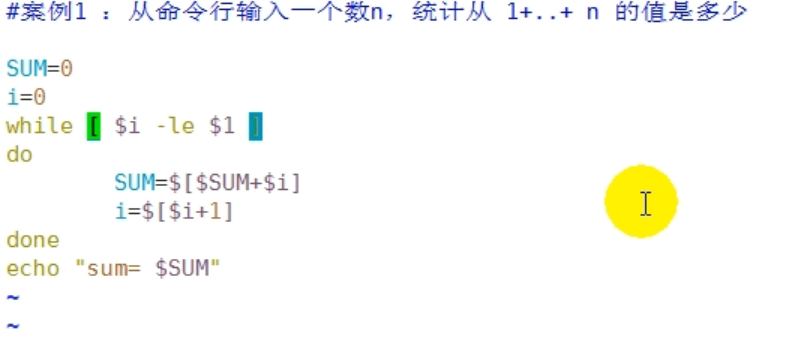 #案例1 ：从命令行输入一个数n，统计从 1+..+ n 的值是多少
SUM=0
i=0
while [ $i -le $1 ]
do
        SUM=$[$SUM+$i]
        i=$[$i+1]
done
echo "sum= $SUM"
~
~